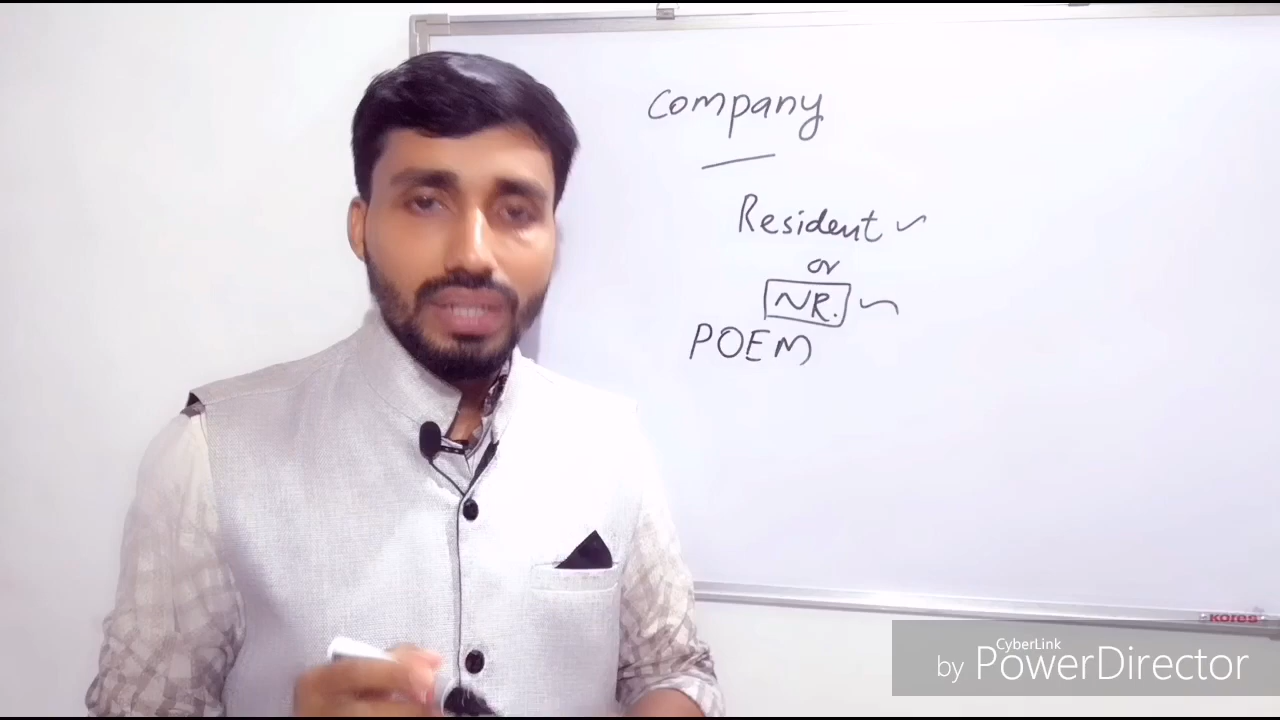 Company
Resident
or
NR.
POEM
KORES
CyberLink
by PowerDirector